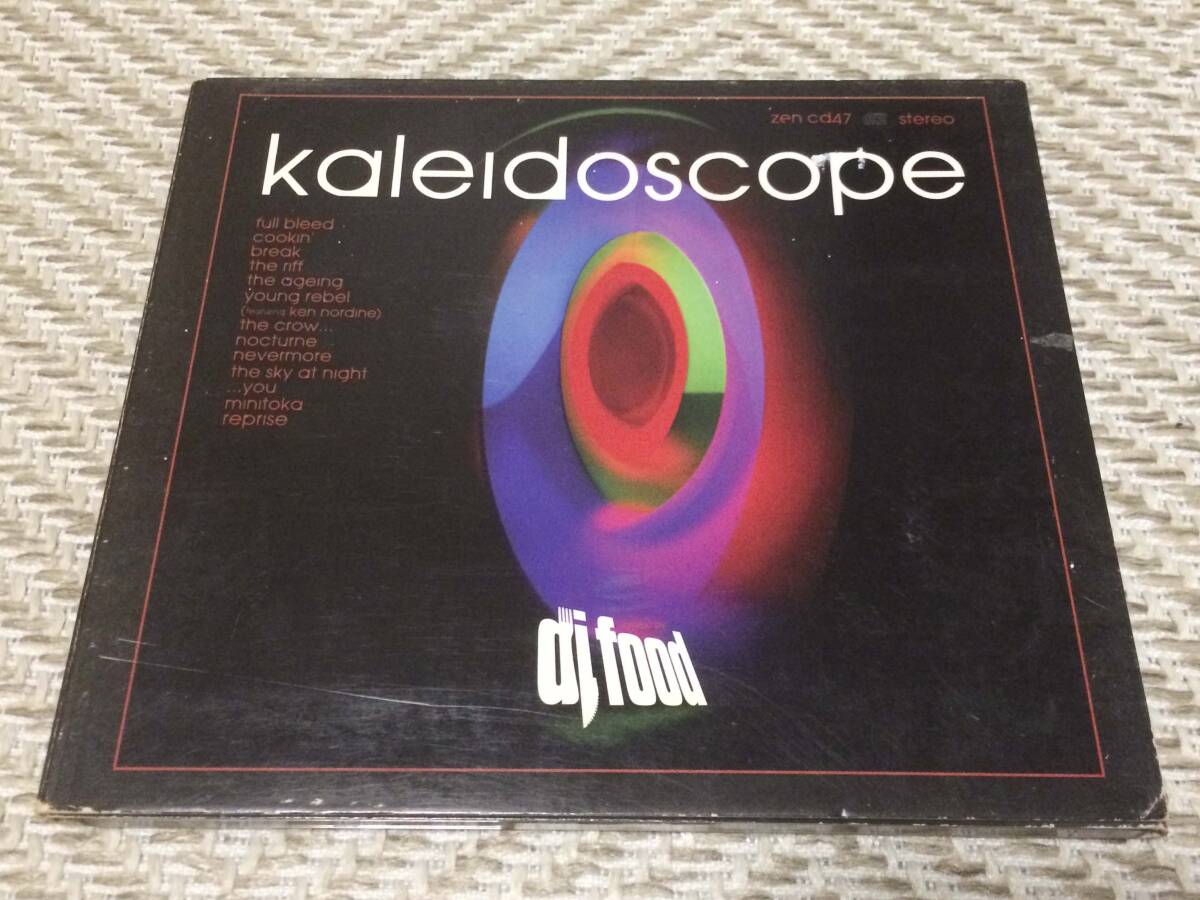 zen cd47 stereo
kaleidoscope
full bleed
cookin'
break
the riff
the ageing
young rebel
(featuring ken nordine)
the crow...
nocturne
nevermore
the sky at night
...you
minitoka
reprise
dj food